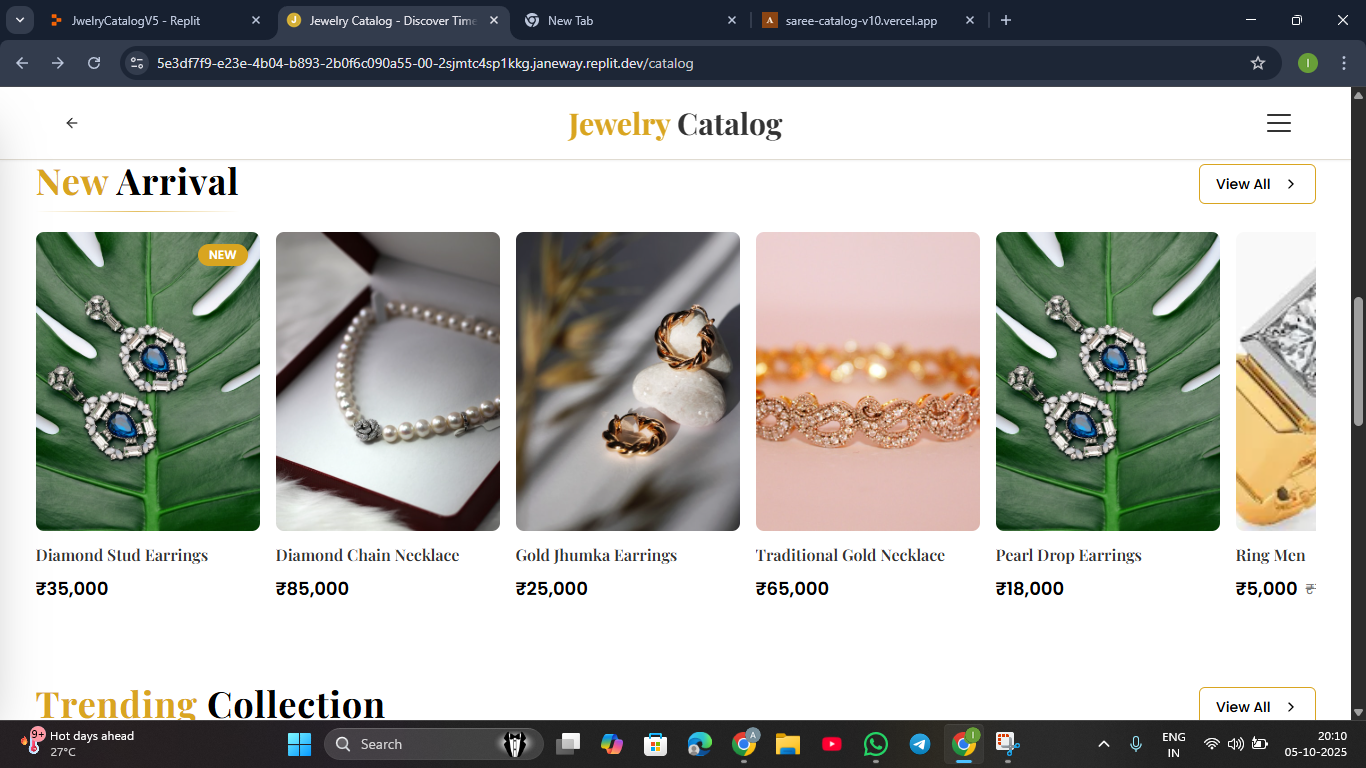 JwelryCatalogV5 - Replit
Jewelry Catalog - Discover Time
New Tab
saree-catalog-v10.vercel.app
5e3df7f9-e23e-4b04-b893-2b0f6c090a55-00-2sjmtc4sp1kkg.janeway.replit.dev/catalog
I
Jewelry Catalog
New Arrival
View All
NEW
Diamond Stud Earrings
₹35,000
Diamond Chain Necklace
₹85,000
Gold Jhumka Earrings
₹25,000
Traditional Gold Necklace
₹65,000
Pearl Drop Earrings
₹18,000
Ring Men
₹5,000 ₹
Trending Collection
View All
9+
Hot days ahead
27°C
Search
A
I
ENG
IN
20:10
05-10-2025